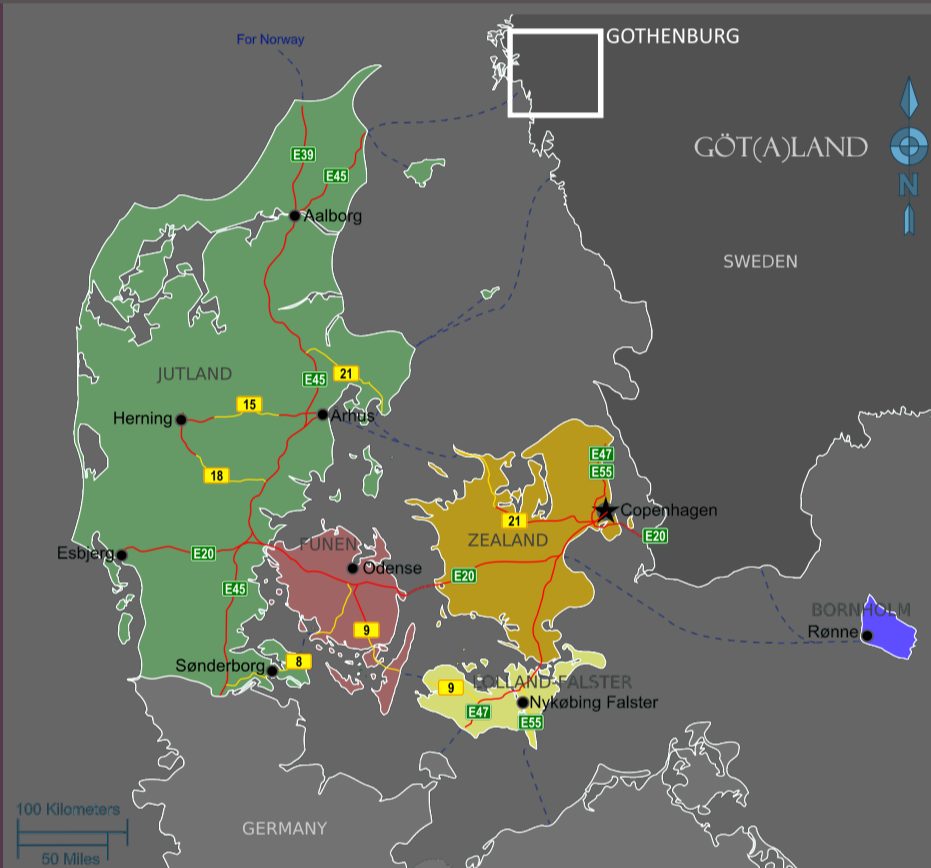 For Norway
GOTHENBURG
GÖT(A)LAND
N
E39
E45
Aalborg
SWEDEN
JUTLAND
21
E45
15
Herning
Arhus
18
E47
E55
21
Copenhagen
ZEALAND
E20
FUNEN
Esbjerg
E20
Odense
E20
E45
BORNHOLM
Rønne
9
Sønderborg
8
LOLLAND-FALSTER
9
Nykøbing Falster
E47
E55
100 Kilometers
50 Miles
GERMANY